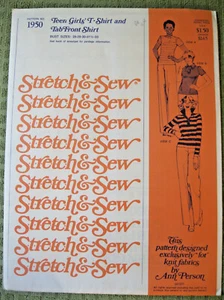 1950
Teen Girls' T-Shirt and
Tab Front Shirt
$1.50
Stretch & Sew
Stretch & Sew
Stretch & Sew
Stretch & Sew
Stretch & Sew
Stretch & Sew
Stretch & Sew
Stretch & Sew
Stretch & Sew
Stretch & Sew
This
pattern designed
exclusively for
knit fabrics
by
Ann Person